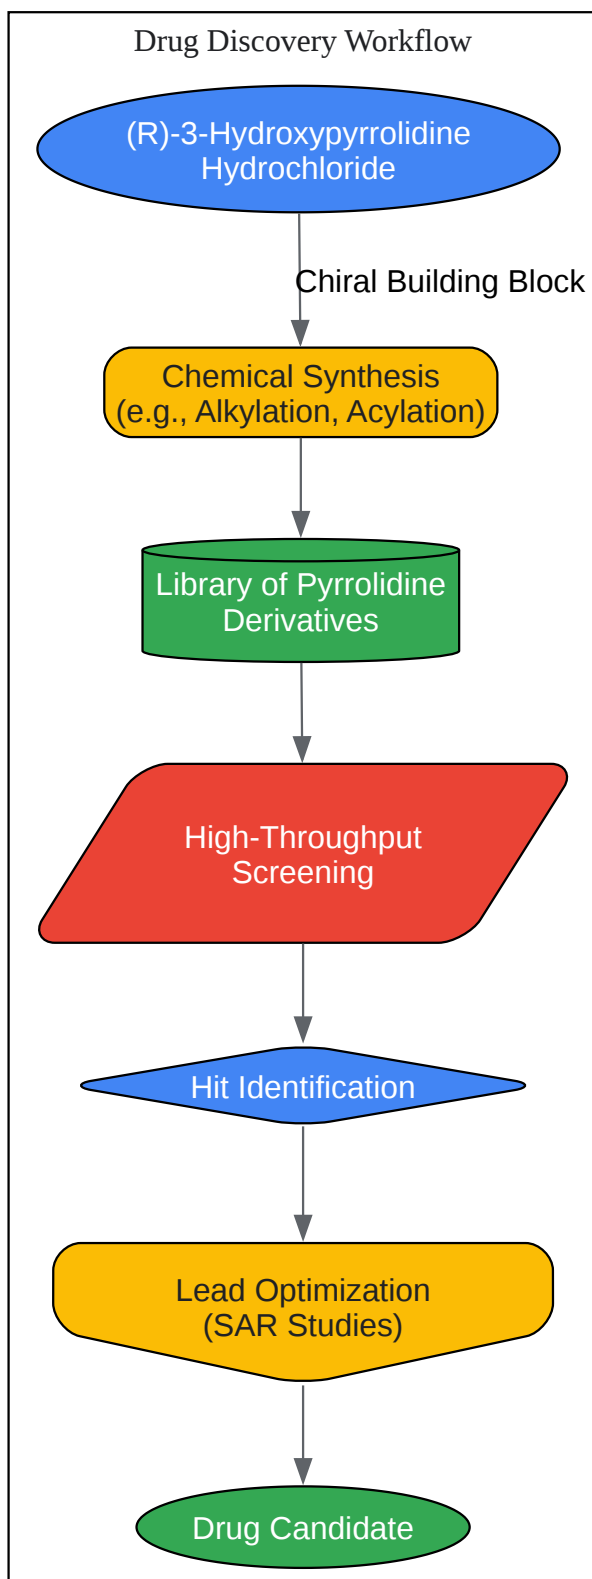 Drug Discovery Workflow
(R)-3-Hydroxypyrrolidine
Hydrochloride
Chiral Building Block
Chemical Synthesis
(e.g., Alkylation, Acylation)
Library of Pyrrolidine
Derivatives
High-Throughput
Screening
Hit Identification
Lead Optimization
(SAR Studies)
Drug Candidate